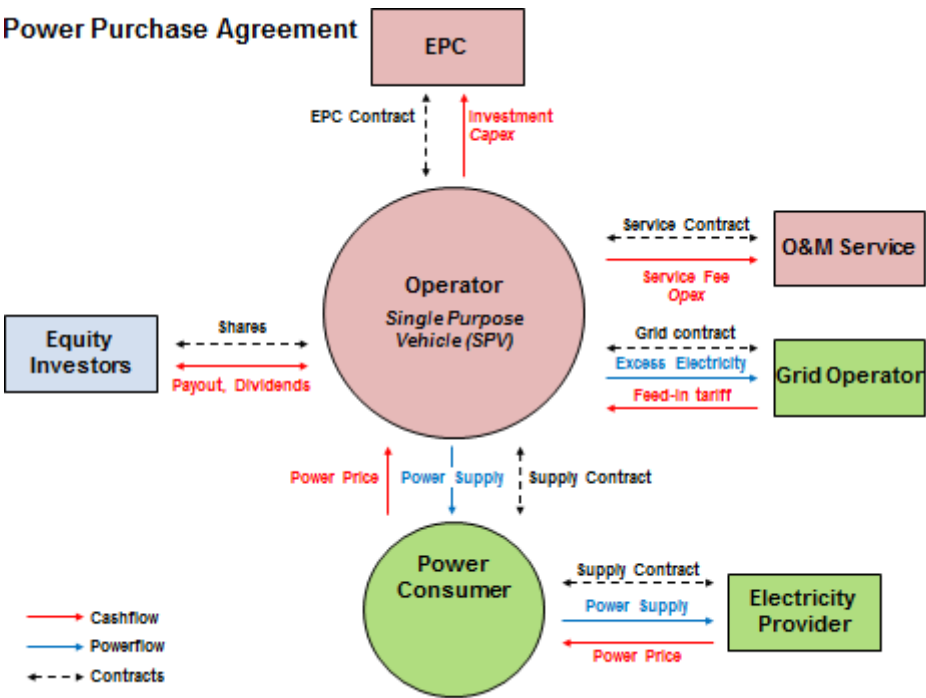 Power Purchase Agreement
EPC
EPC Contract
Investment
Capex
Operator
Single Purpose
Vehicle (SPV)
Service Contract
O&M Service
Service Fee
Opex
Equity
Investors
Shares
Payout, Dividends
Grid contract
Excess Electricity
Grid Operator
Feed-in tariff
Power Price
Power Supply
Supply Contract
Power
Consumer
Supply Contract
Power Supply
Electricity
Provider
Power Price
Cashflow
Powerflow
Contracts